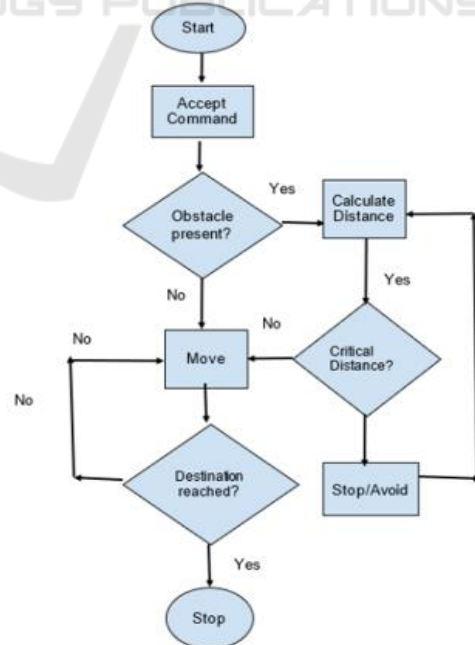 PUBLICATIONS
Start
Accept
Command
Obstacle
present?
Yes
Calculate
Distance
Yes
No
No
No
Move
Critical
Distance?
No
Destination
reached?
Stop/Avoid
Yes
Stop